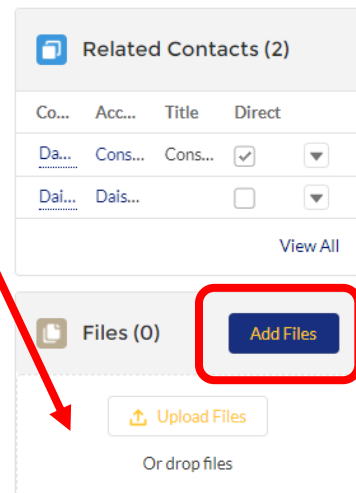 Related Contacts (2)
Co... Acc... Title Direct
Da... Cons... Cons...
Dai... Dais...
View All
Files (0) Add Files
Upload Files
Or drop files